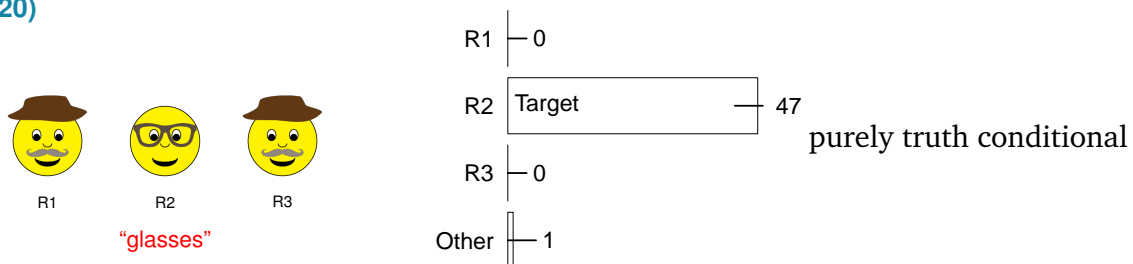 20)
R1 0
R2 Target 47
purely truth conditional
R3 0
Other 1
R1 R2 R3
“glasses”